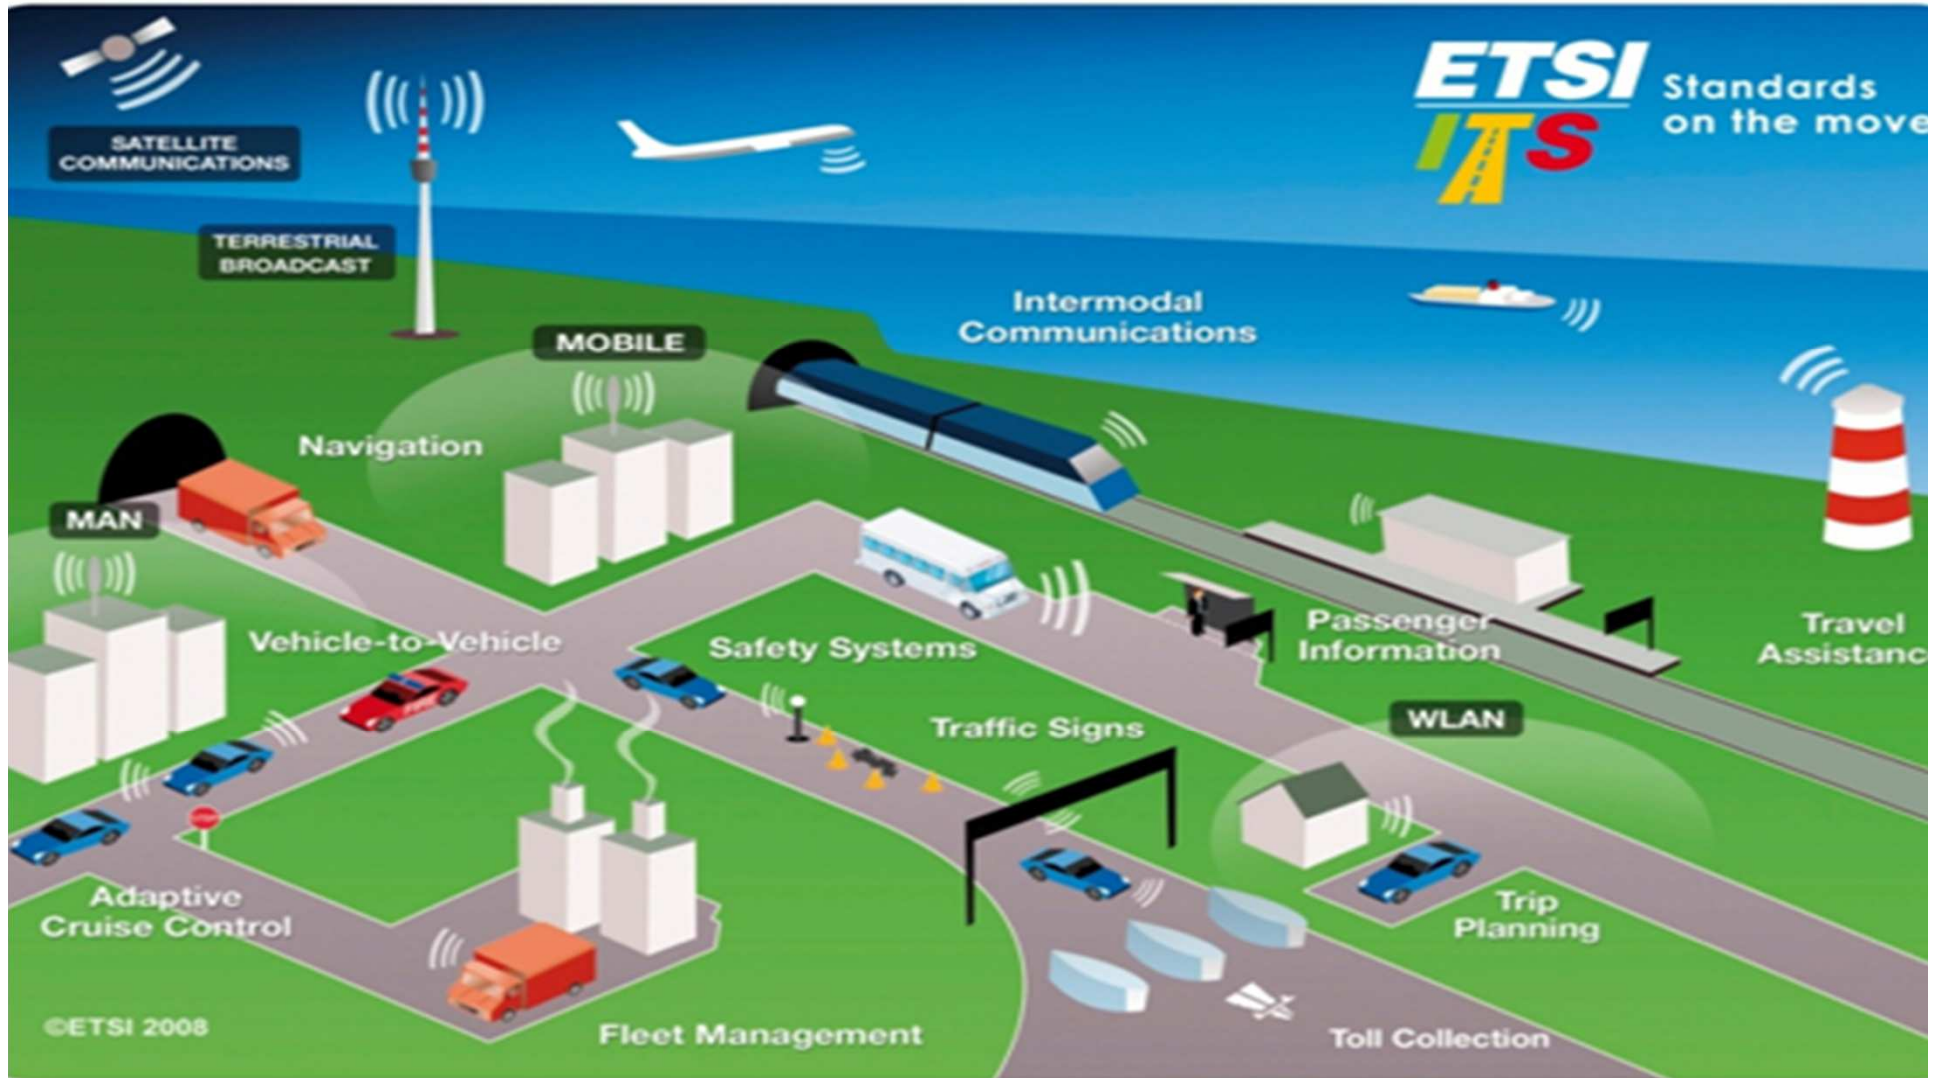 ETSI
ITS
Standards
on the move
SATELLITE
COMMUNICATIONS
TERRESTRIAL
BROADCAST
Intermodal
Communications
MOBILE
Navigation
MAN
Vehicle-to-Vehicle
Safety Systems
Passenger
Information
Travel
Assistanc
Traffic Signs
WLAN
STOP
Adaptive
Cruise Control
Trip
Planning
©ETSI 2008
Fleet Management
Toll Collection